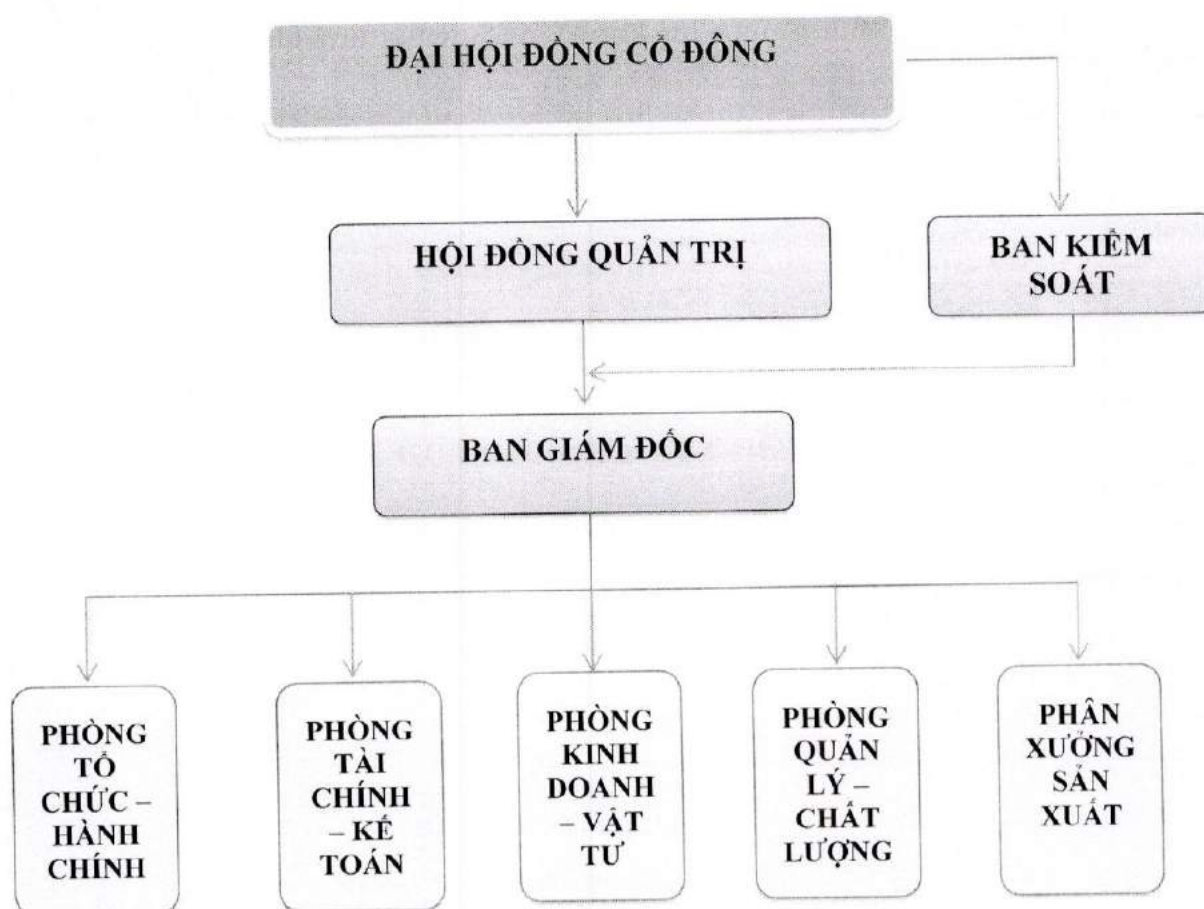 ĐẠI HỘI ĐỒNG CỔ ĐÔNG
HỘI ĐỒNG QUẢN TRỊ
BAN KIỂM
SOÁT
BAN GIÁM ĐỐC
PHÒNG
TỔ
CHỨC –
HÀNH
CHÍNH
PHÒNG
TÀI
CHÍNH
– KẾ
TOÁN
PHÒNG
KINH
DOANH
– VẬT
TƯ
PHÒNG
QUẢN
LÝ –
CHẤT
LƯỢNG
PHÂN
XƯỞNG
SẢN
XUẤT